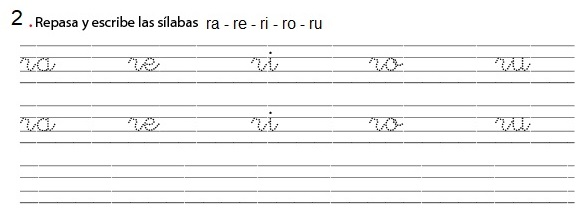 2 . Repasa y escribe las sílabas ra - re - ri - ro - ru
ra re ri ro ru
ra re ri ro ru